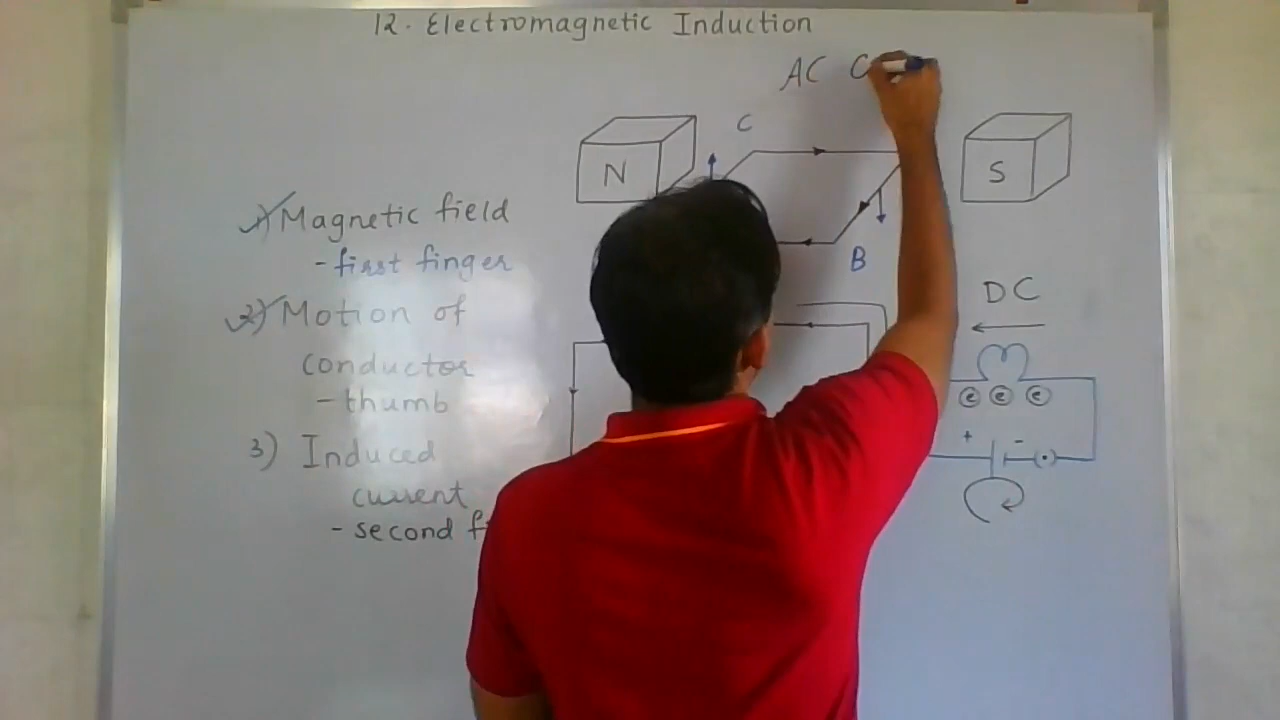 12. Electromagnetic Induction
AC C
C
N
S
1) Magnetic field
- first finger
B
2) Motion of
conductor
- thumb
DC
e e e
+ -
3) Induced
current
- second f